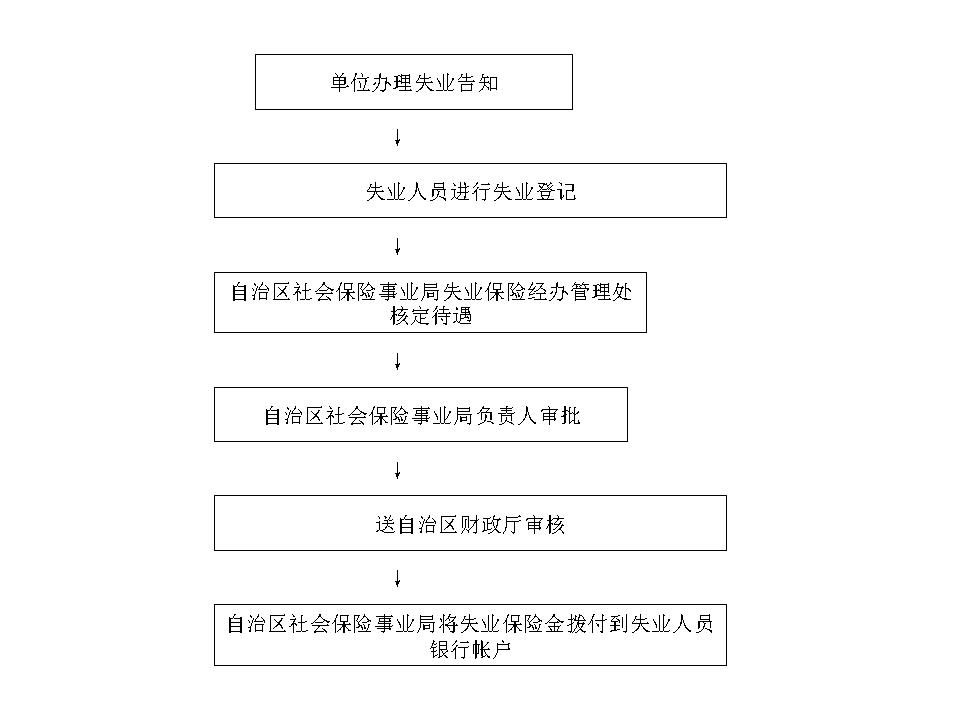 单位办理失业告知
↓
失业人员进行失业登记
↓
自治区社会保险事业局失业保险经办管理处
核定待遇
↓
自治区社会保险事业局负责人审批
↓
送自治区财政厅审核
↓
自治区社会保险事业局将失业保险金拨付到失业人员
银行帐户